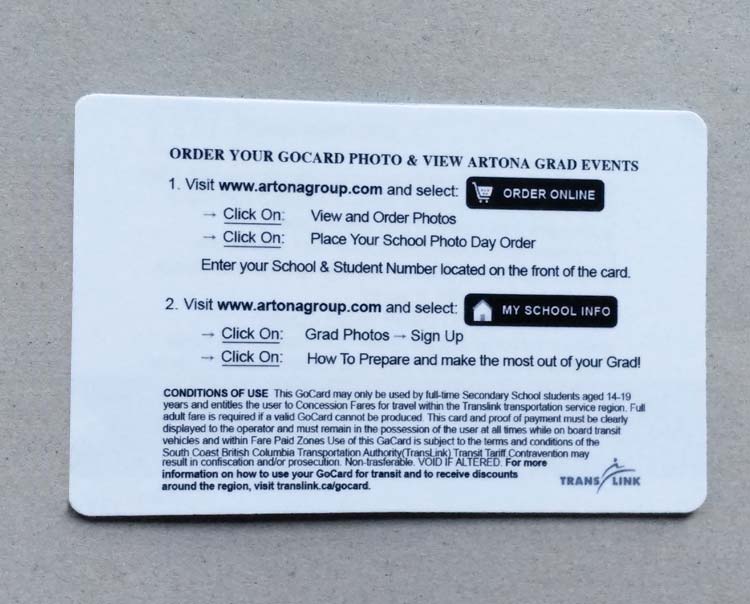 ORDER YOUR GOCARD PHOTO & VIEW ARTONA GRAD EVENTS
1. Visit www.artonagroup.com and select: ORDER ONLINE
→ Click On: View and Order Photos
→ Click On: Place Your School Photo Day Order
Enter your School & Student Number located on the front of the card.
2. Visit www.artonagroup.com and select: MY SCHOOL INFO
→ Click On: Grad Photos → Sign Up
→ Click On: How To Prepare and make the most out of your Grad!
CONDITIONS OF USE This GoCard may only be used by full-time Secondary School students aged 14-19
years and entitles the user to Concession Fares for travel within the Translink transportation service region. Full
adult fare is required if a valid GoCard cannot be produced. This card and proof of payment must be clearly
displayed to the operator and must remain in the possession of the user at all times while on board transit
vehicles and within Fare Paid Zones Use of this GaCard is subject to the terms and conditions of the
South Coast British Columbia Transportation Authority(TransLink) Transit Tariff Contravention may
result in confiscation and/or prosecution. Non-trasferable. VOID IF ALTERED. For more
information on how to use your GoCard for transit and to receive discounts
around the region, visit translink.ca/gocard.
TRANS LINK